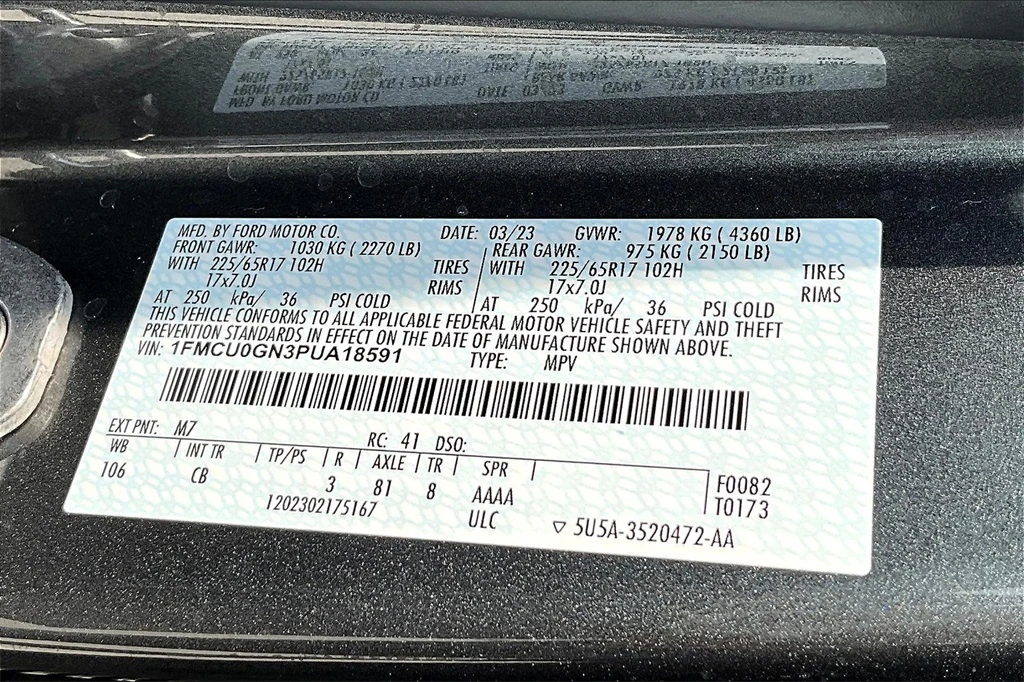 MFD. BY FORD MOTOR CO. DATE: 03/23 GVWR: 1978 KG ( 4360 LB)
FRONT GAWR: 1030 KG ( 2270 LB) REAR GAWR: 975 KG ( 2150 LB)
WITH 225/65R17 102H TIRES WITH 225/65R17 102H TIRES
17x7.0J RIMS 17x7.0J RIMS
AT 250 kPa/ 36 PSI COLD AT 250 kPa/ 36 PSI COLD
THIS VEHICLE CONFORMS TO ALL APPLICABLE FEDERAL MOTOR VEHICLE SAFETY AND THEFT
PREVENTION STANDARDS IN EFFECT ON THE DATE OF MANUFACTURE SHOWN ABOVE.
VIN: 1FMCU0GN3PUA18591 TYPE: MPV
EXT PNT: M7 RC: 41 DSO:
WB INT TR TP/PS R AXLE TR SPR
106 CB 3 81 8 AAAA F0082
1202302175167 ULC T0173
5U5A-3520472-AA